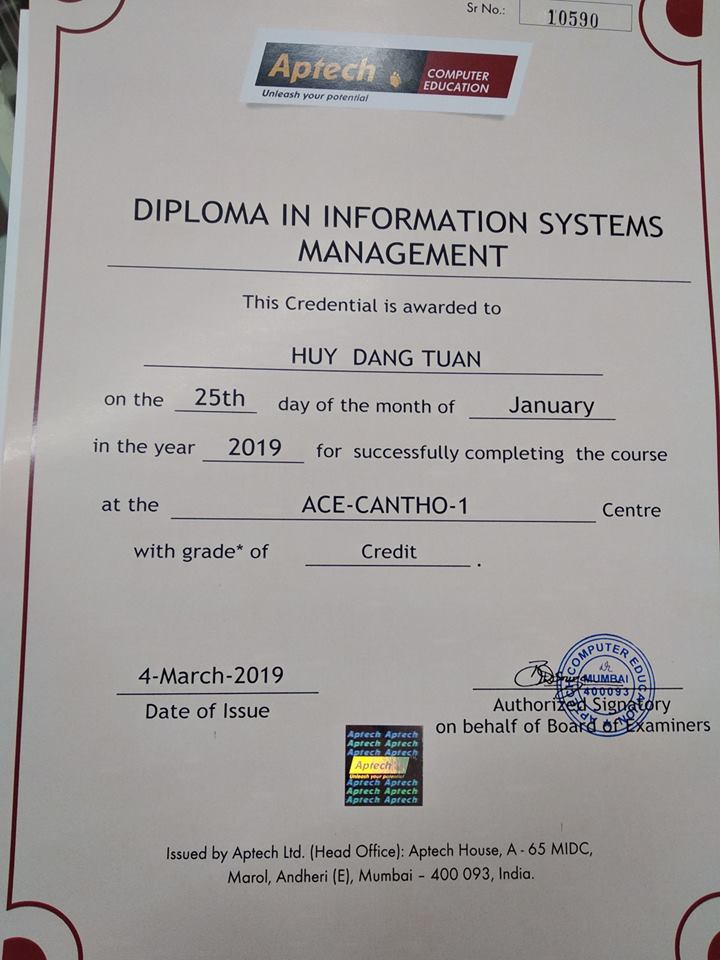 Sr No.: 10590
Aptech COMPUTER EDUCATION
Unleash your potential
DIPLOMA IN INFORMATION SYSTEMS
MANAGEMENT
This Credential is awarded to
HUY DANG TUAN
on the 25th day of the month of January
in the year 2019 for successfully completing the course
at the ACE-CANTHO-1 Centre
with grade* of Credit .
4-March-2019
Date of Issue
APTECH COMPUTER EDUCATION
MUMBAI
400093
Authorized Signatory
on behalf of Board of Examiners
Aptech Aptech
Aptech Aptech
Aptech Aptech
Aptech
Unleash your potential
Aptech Aptech
Aptech Aptech
Aptech Aptech
Issued by Aptech Ltd. (Head Office): Aptech House, A - 65 MIDC,
Marol, Andheri (E), Mumbai – 400 093, India.